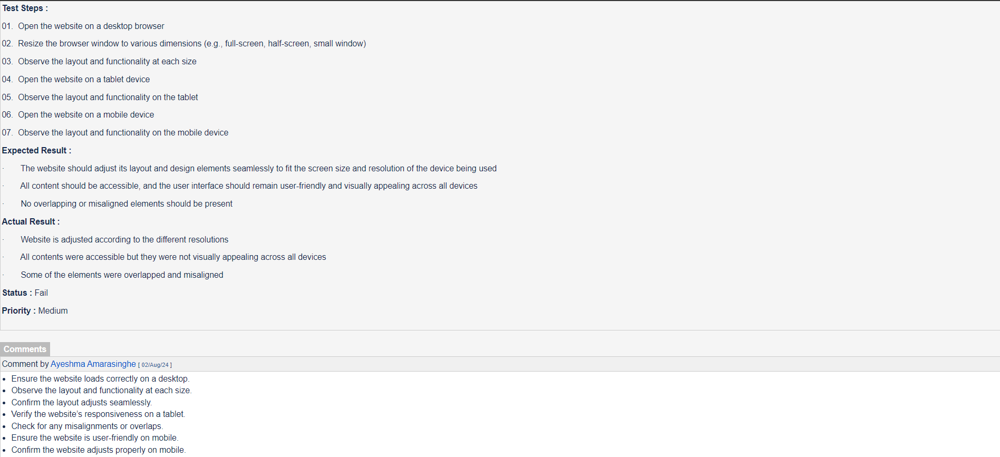 Test Steps :
01. Open the website on a desktop browser
02. Resize the browser window to various dimensions (e.g., full-screen, half-screen, small window)
03. Observe the layout and functionality at each size
04. Open the website on a tablet device
05. Observe the layout and functionality on the tablet
06. Open the website on a mobile device
07. Observe the layout and functionality on the mobile device
Expected Result :
· The website should adjust its layout and design elements seamlessly to fit the screen size and resolution of the device being used
· All content should be accessible, and the user interface should remain user-friendly and visually appealing across all devices
· No overlapping or misaligned elements should be present
Actual Result :
· Website is adjusted according to the different resolutions
· All contents were accessible but they were not visually appealing across all devices
· Some of the elements were overlapped and misaligned
Status : Fail
Priority : Medium
Comments
Comment by Ayeshma Amarasinghe [ 02/Aug/24 ]
• Ensure the website loads correctly on a desktop.
• Observe the layout and functionality at each size.
• Confirm the layout adjusts seamlessly.
• Verify the website’s responsiveness on a tablet.
• Check for any misalignments or overlaps.
• Ensure the website is user-friendly on mobile.
• Confirm the website adjusts properly on mobile.